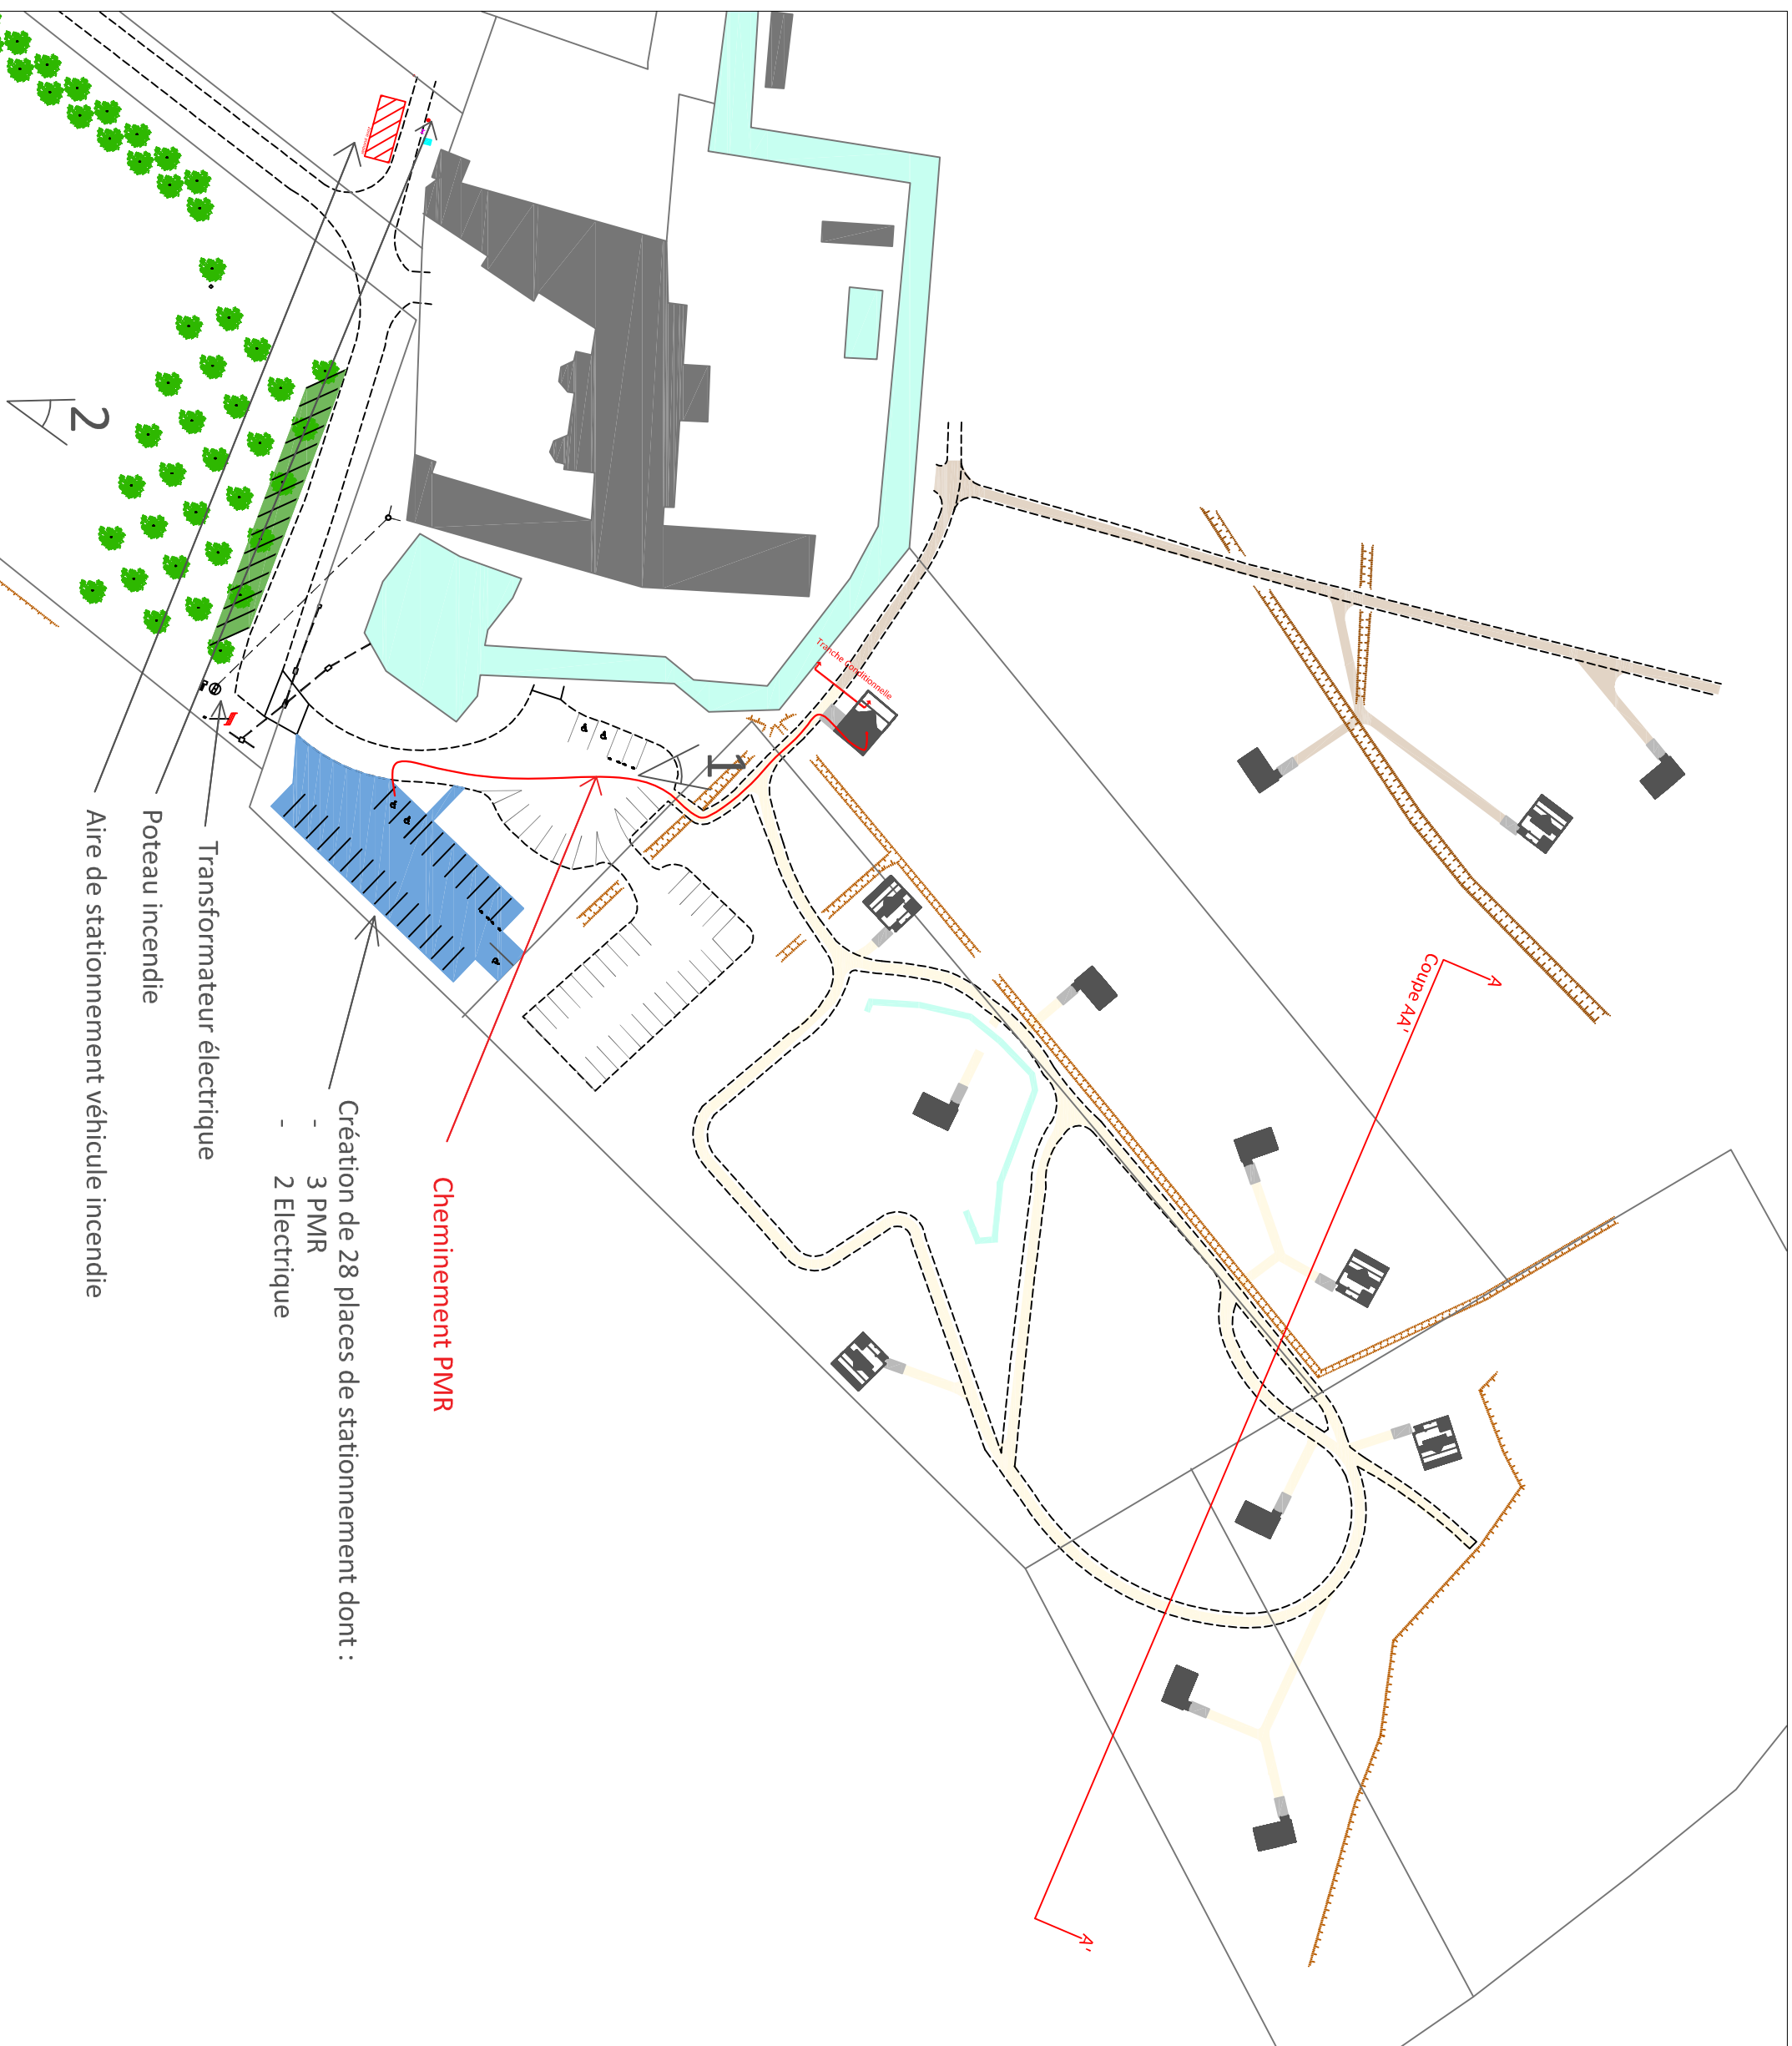 Tranche Conditionnelle
Coupe AA'
A
A'
1
2
Création de 28 places de stationnement dont :
- 3 PMR
- 2 Electrique
Cheminement PMR
Transformateur électrique
Poteau incendie
Aire de stationnement véhicule incendie